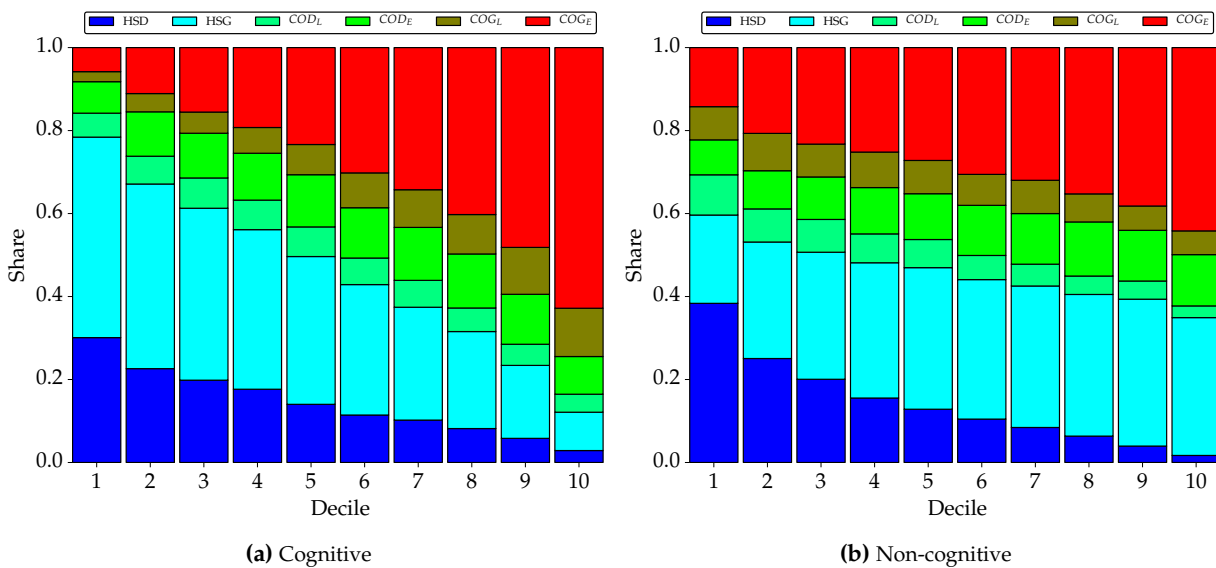 HSD HSG COD_L COD_E COG_L COG_E
1.0
0.8
0.6
0.4
0.2
0.0
Share
1 2 3 4 5 6 7 8 9 10
Decile
(a) Cognitive
HSD HSG COD_L COD_E COG_L COG_E
1.0
0.8
0.6
0.4
0.2
0.0
Share
1 2 3 4 5 6 7 8 9 10
Decile
(b) Non-cognitive